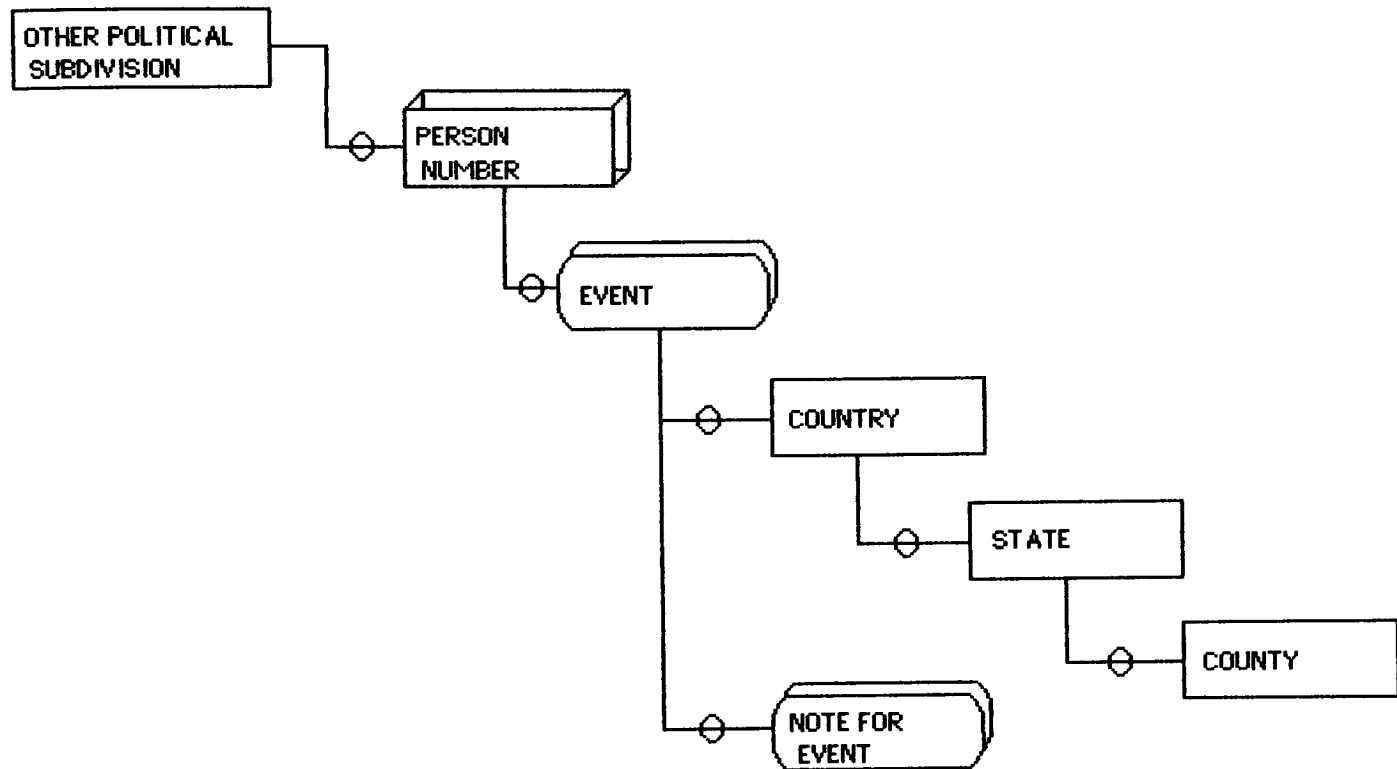 OTHER POLITICAL
SUBDIVISION
PERSON
NUMBER
EVENT
COUNTRY
STATE
COUNTY
NOTE FOR
EVENT